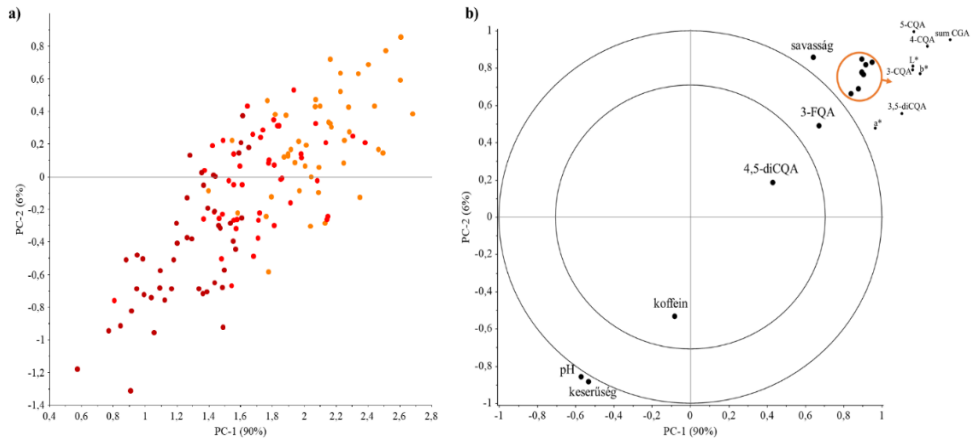 a)
PC-2 (6%)
0,8
0,6
0,4
0,2
0
-0,2
-0,4
-0,6
-0,8
-1
-1,2
1,4
0,4 0,6 0,8 1 1,2 1,4 1,6 1,8 2 2,2 2,4 2,6 2,8
PC-1 (90%)
b)
PC-2 (6%)
1
0,8
0,6
0,4
0,2
0
-0,2
-0,4
-0,6
-0,8
-1
-1 -0,8 -0,6 -0,4 -0,2 0 0,2 0,4 0,6 0,8 1
PC-1 (90%)
savasság
3-FQA
4,5-diCQA
koffein
pH
keserűség
5-CQA
4-CQA
sum CGA
L*
3-CQA
b*
3,5-diCQA
a*